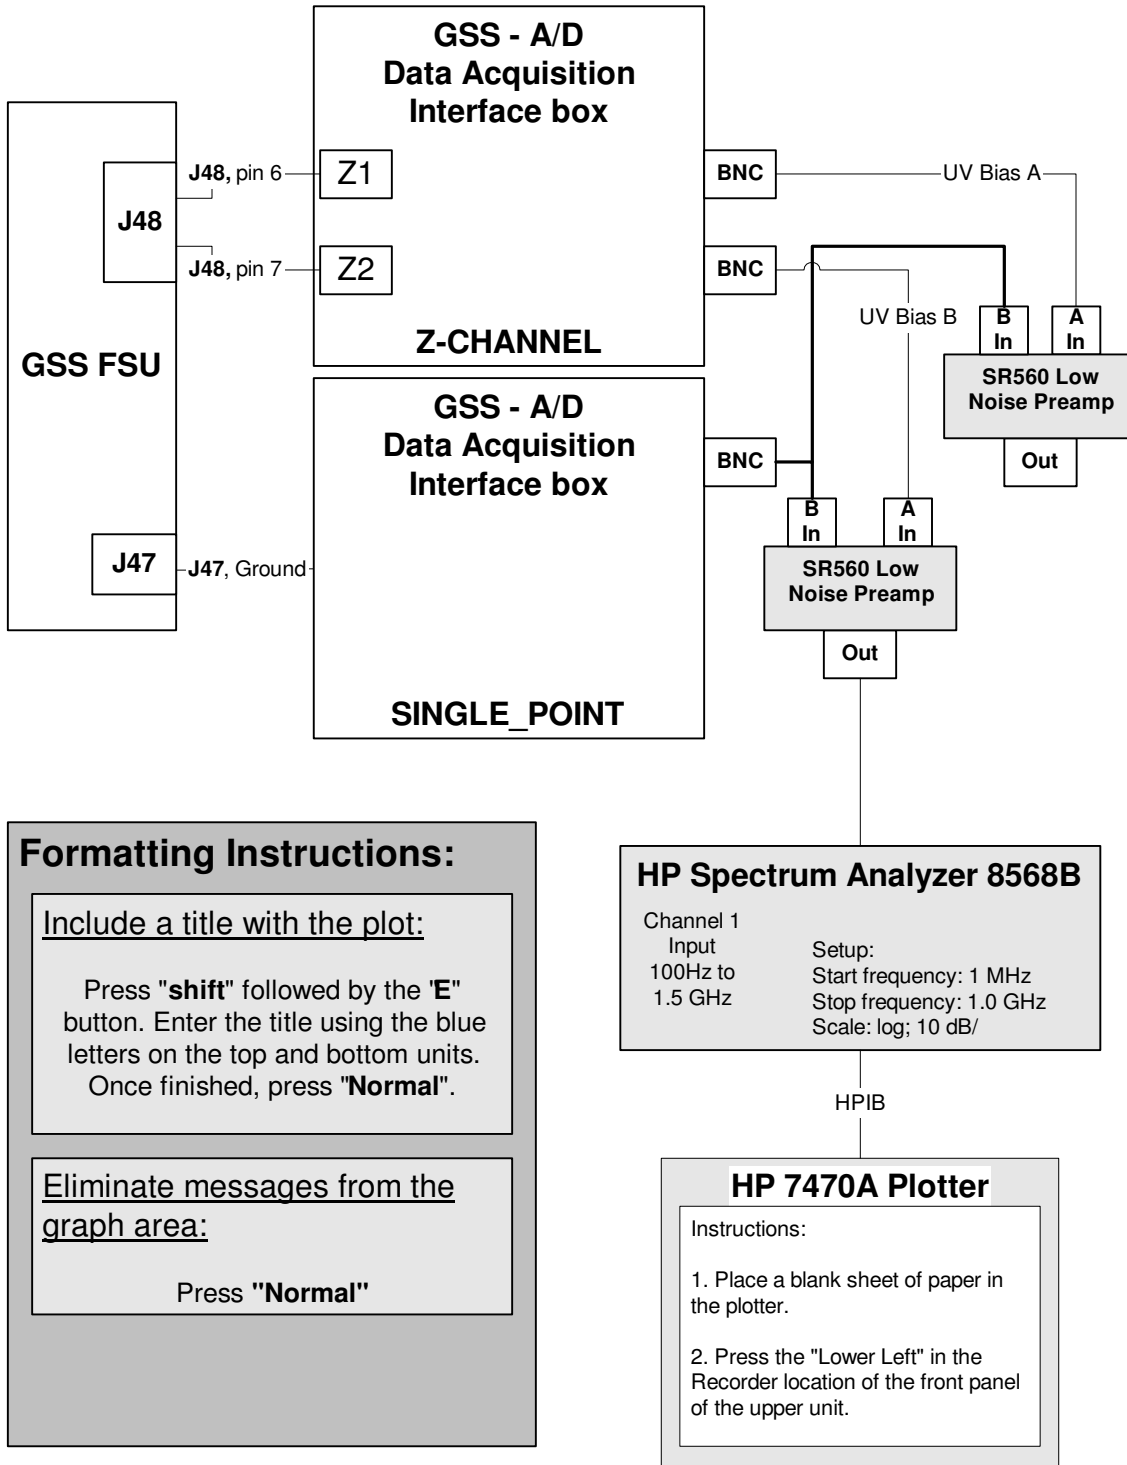 GSS - A/D
Data Acquisition
Interface box
J48, pin 6
Z1
BNC
UV Bias A
J48
J48, pin 7
Z2
BNC
UV Bias B
B
In
A
In
Z-CHANNEL
GSS FSU
SR560 Low
Noise Preamp
Out
GSS - A/D
Data Acquisition
Interface box
BNC
B
In
A
In
J47
J47, Ground
SR560 Low
Noise Preamp
Out
SINGLE_POINT
Formatting Instructions:
Include a title with the plot:
Press "shift" followed by the "E"
button. Enter the title using the blue
letters on the top and bottom units.
Once finished, press "Normal".
Eliminate messages from the
graph area:
Press "Normal"
HP Spectrum Analyzer 8568B
Channel 1
Input
100Hz to
1.5 GHz
Setup:
Start frequency: 1 MHz
Stop frequency: 1.0 GHz
Scale: log; 10 dB/
HPIB
HP 7470A Plotter
Instructions:
1. Place a blank sheet of paper in
the plotter.
2. Press the "Lower Left" in the
Recorder location of the front panel
of the upper unit.